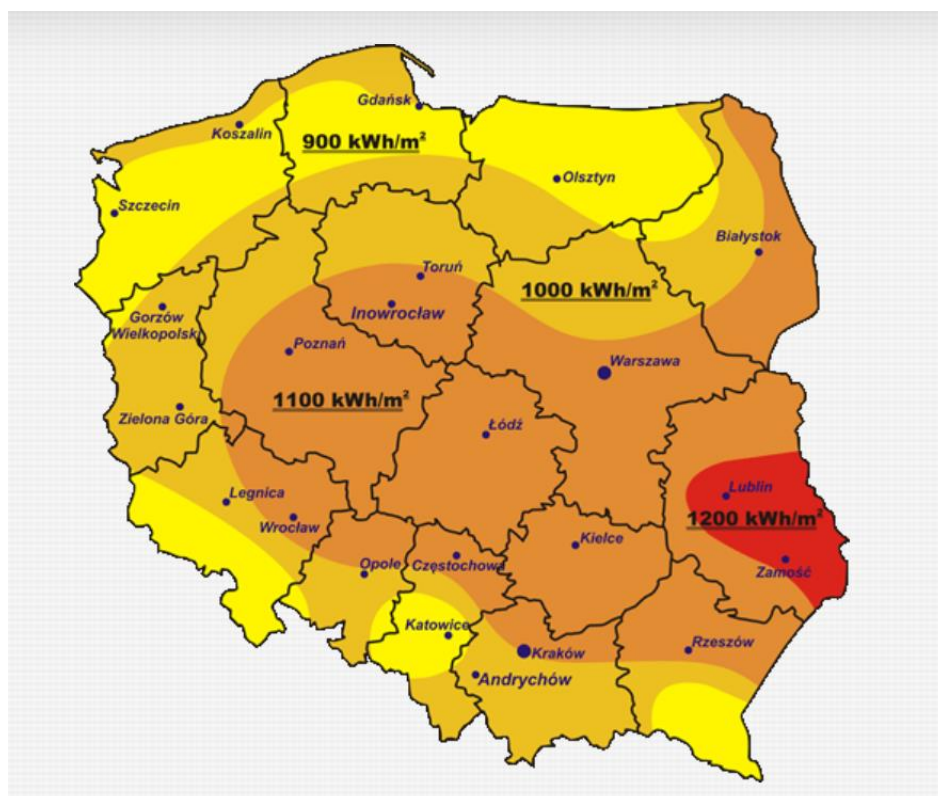 Gdańsk
Koszalin
900 kWh/m²
Olsztyn
Szczecin
Białystok
Toruń
1000 kWh/m²
Gorzów
Wielkopolski
Inowrocław
Poznań
Warszawa
1100 kWh/m²
Zielona Góra
Łódź
Legnica
Lublin
Wrocław
1200 kWh/m²
Kielce
Opole
Częstochowa
Zamość
Katowice
Kraków
Rzeszów
Andrychów